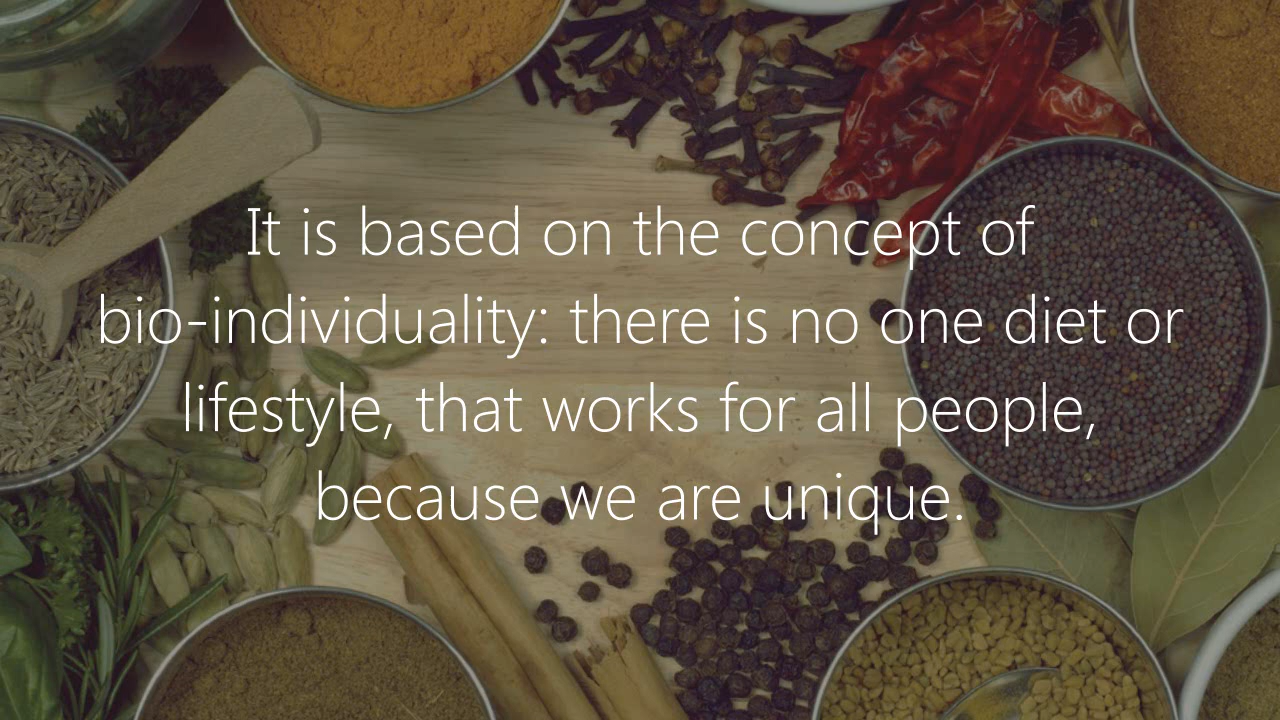 It is based on the concept of
bio-individuality: there is no one diet or
lifestyle, that works for all people,
because we are unique.